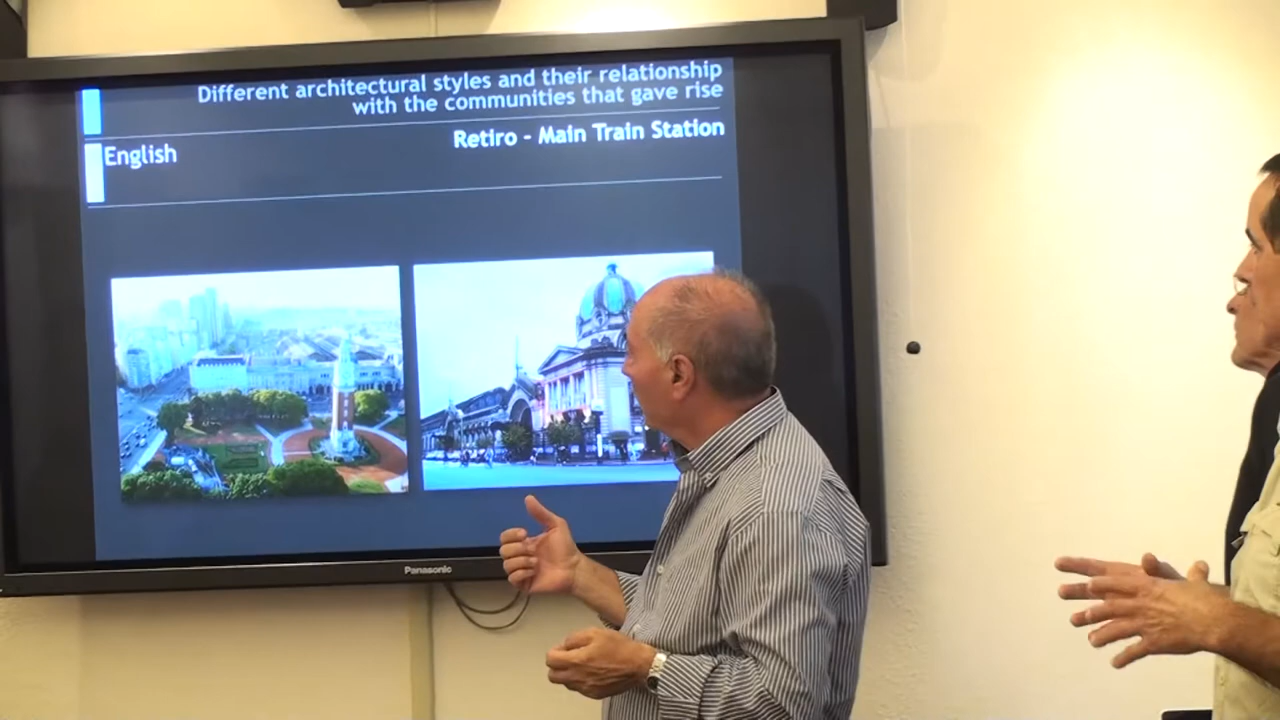 Different architectural styles and their relationship
with the communities that gave rise
Retiro - Main Train Station
English
Panasonic